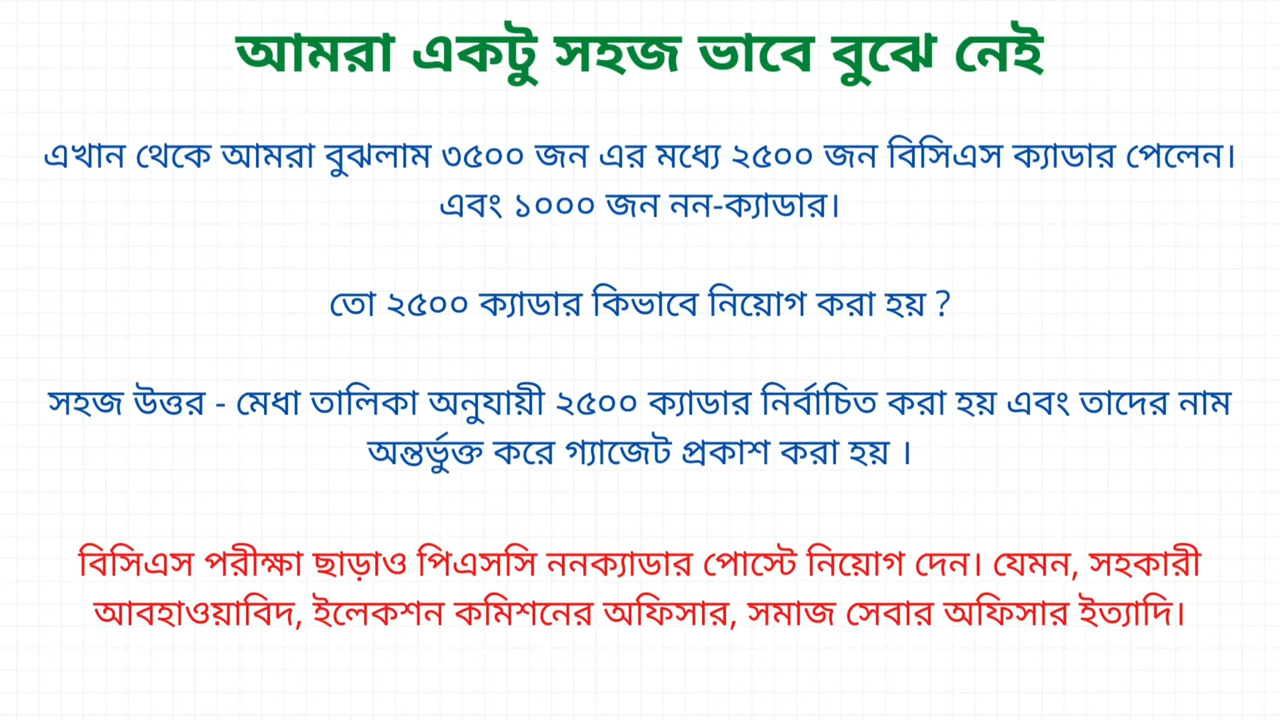 আমরা একটু সহজ ভাবে বুঝে নেই
এখান থেকে আমরা বুঝলাম ৩৫০০ জন এর মধ্যে ২৫০০ জন বিসিএস ক্যাডার পেলেন।
এবং ১০০০ জন নন-ক্যাডার।
তো ২৫০০ ক্যাডার কিভাবে নিয়োগ করা হয় ?
সহজ উত্তর - মেধা তালিকা অনুযায়ী ২৫০০ ক্যাডার নির্বাচিত করা হয় এবং তাদের নাম
অন্তর্ভুক্ত করে গ্যাজেট প্রকাশ করা হয় ।
বিসিএস পরীক্ষা ছাড়াও পিএসসি ননক্যাডার পোস্টে নিয়োগ দেন। যেমন, সহকারী
আবহাওয়াবিদ, ইলেকশন কমিশনের অফিসার, সমাজ সেবার অফিসার ইত্যাদি।